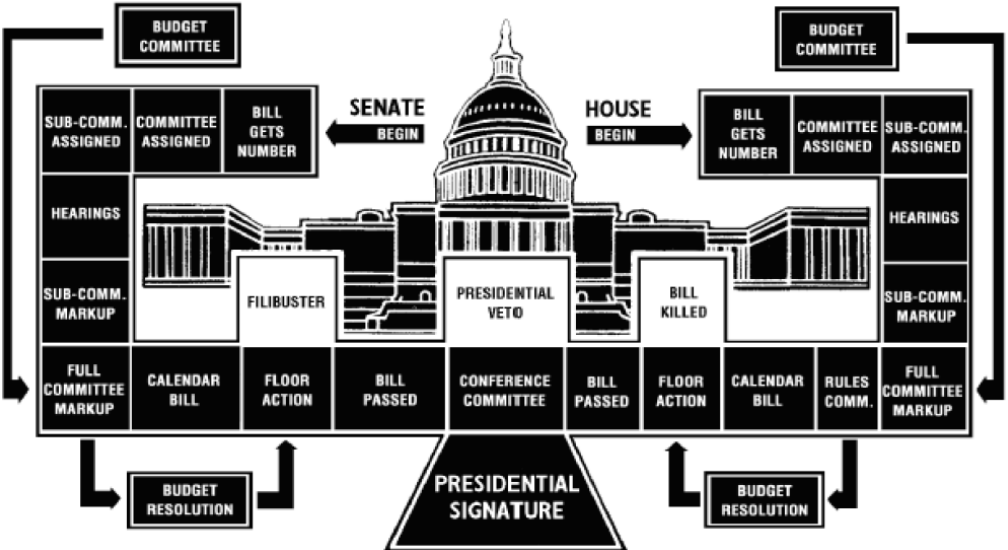 BUDGET
COMMITTEE
BUDGET
COMMITTEE
SENATE
BEGIN
HOUSE
BEGIN
SUB-COMM.
ASSIGNED
COMMITTEE
ASSIGNED
BILL
GETS
NUMBER
BILL
GETS
NUMBER
COMMITTEE
ASSIGNED
SUB-COMM.
ASSIGNED
HEARINGS
HEARINGS
SUB-COMM.
MARKUP
FILIBUSTER
PRESIDENTIAL
VETO
BILL
KILLED
SUB-COMM.
MARKUP
FULL
COMMITTEE
MARKUP
CALENDAR
BILL
FLOOR
ACTION
BILL
PASSED
CONFERENCE
COMMITTEE
BILL
PASSED
FLOOR
ACTION
CALENDAR
BILL
RULES
COMM.
FULL
COMMITTEE
MARKUP
BUDGET
RESOLUTION
PRESIDENTIAL
SIGNATURE
BUDGET
RESOLUTION